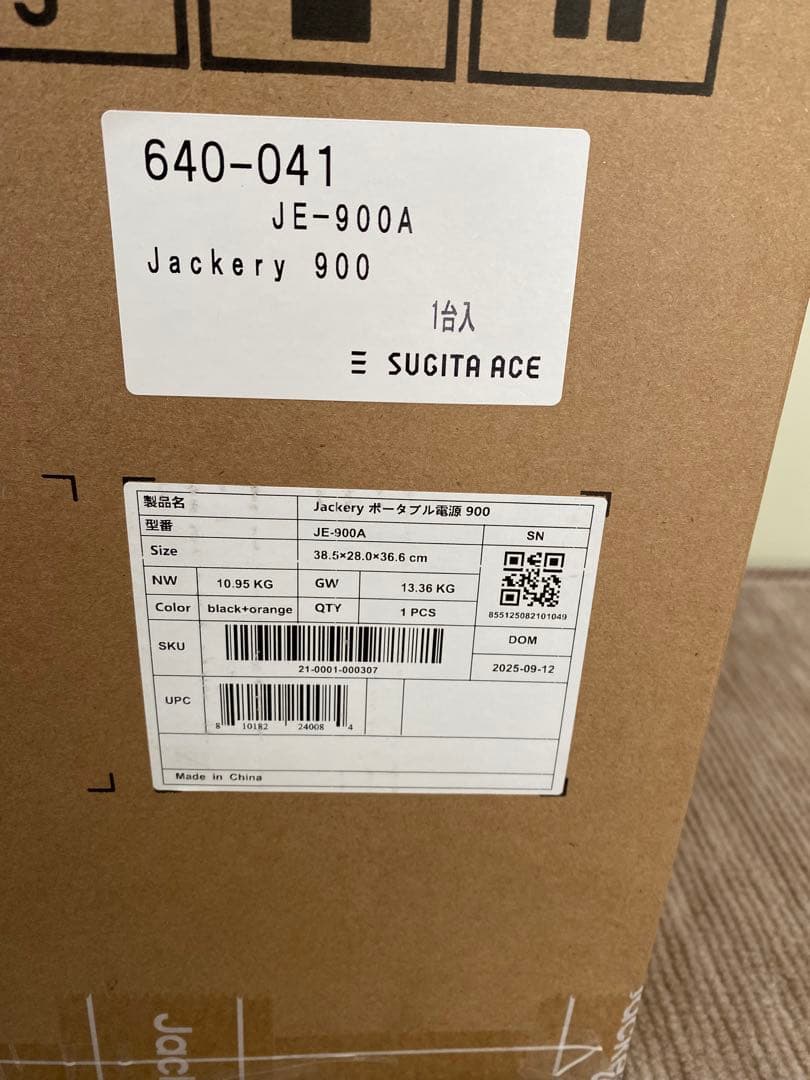 640-041
JE-900A
Jackery 900
1台入
SUGITA ACE
製品名 Jackery ポータブル電源 900
型番 JE-900A SN
Size 38.5×28.0×36.6 cm
NW 10.95 KG GW 13.36 KG
855125082101049
Color black+orange QTY 1 PCS
SKU DOM
21-0001-000307 2025-09-12
UPC
8 10182 24008 4
Made in China
Jac